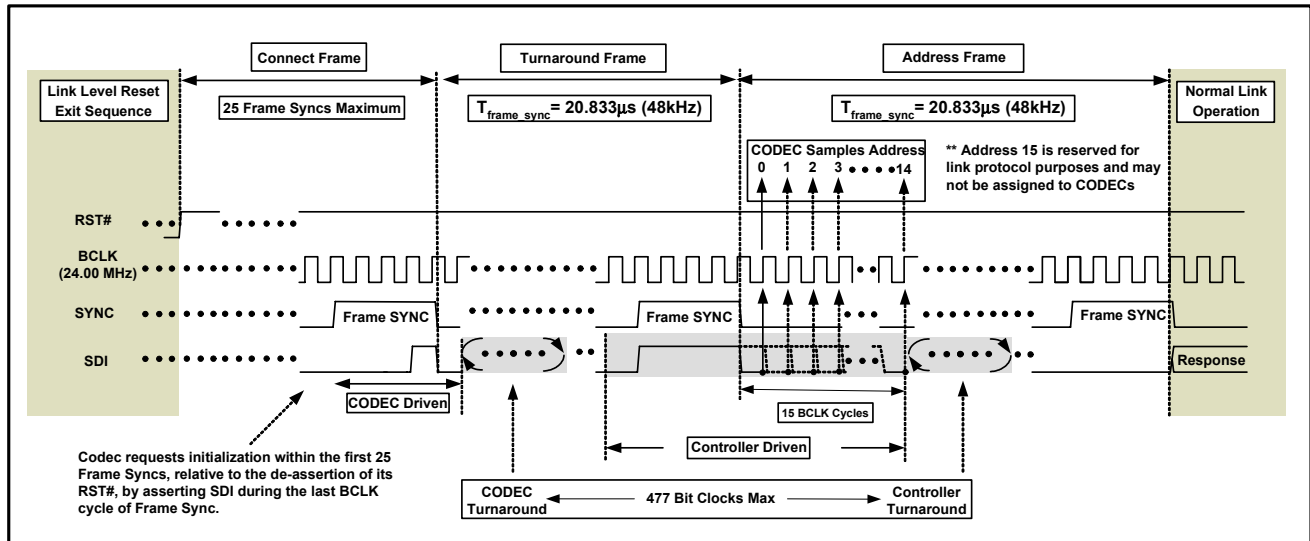 Connect Frame
Turnaround Frame
Address Frame
Link Level Reset
Exit Sequence
25 Frame Syncs Maximum
T_frame_sync = 20.833µs (48kHz)
T_frame_sync = 20.833µs (48kHz)
Normal Link
Operation
CODEC Samples Address
0 1 2 3 14
** Address 15 is reserved for
link protocol purposes and may
not be assigned to CODECs
RST#
BCLK
(24.00 MHz)
SYNC
Frame SYNC
Frame SYNC
Frame SYNC
SDI
Response
CODEC Driven
15 BCLK Cycles
Controller Driven
Codec requests initialization within the first 25
Frame Syncs, relative to the de-assertion of its
RST#, by asserting SDI during the last BCLK
cycle of Frame Sync.
CODEC
Turnaround
477 Bit Clocks Max
Controller
Turnaround